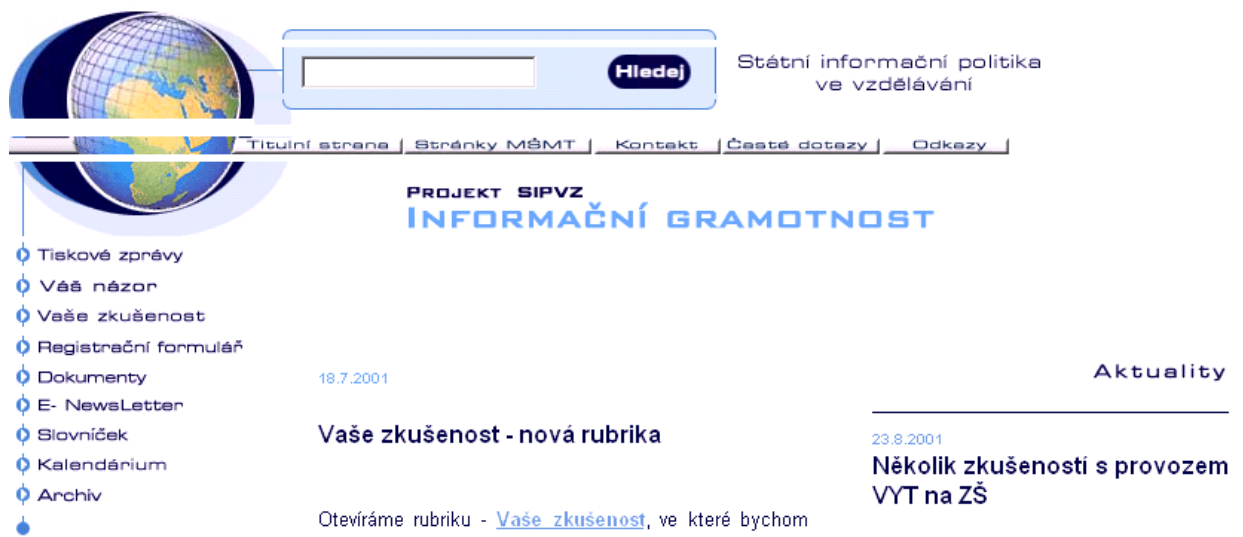 Hledej
Státní informační politika
ve vzdělávání
Titulní strana | Stránky MŠMT | Kontakt | Časté dotazy | Odkazy |
PROJEKT SIPVZ
INFORMAČNÍ GRAMOTNOST
Tiskové zprávy
Váš názor
Vaše zkušenost
Registrační formulář
Dokumenty
E- NewsLetter
Slovníček
Kalendárium
Archiv
18.7.2001
Vaše zkušenost - nová rubrika
Otevíráme rubriku - Vaše zkušenost, ve které bychom
Aktuality
23.8.2001
Několik zkušeností s provozem
VYT na ZŠ